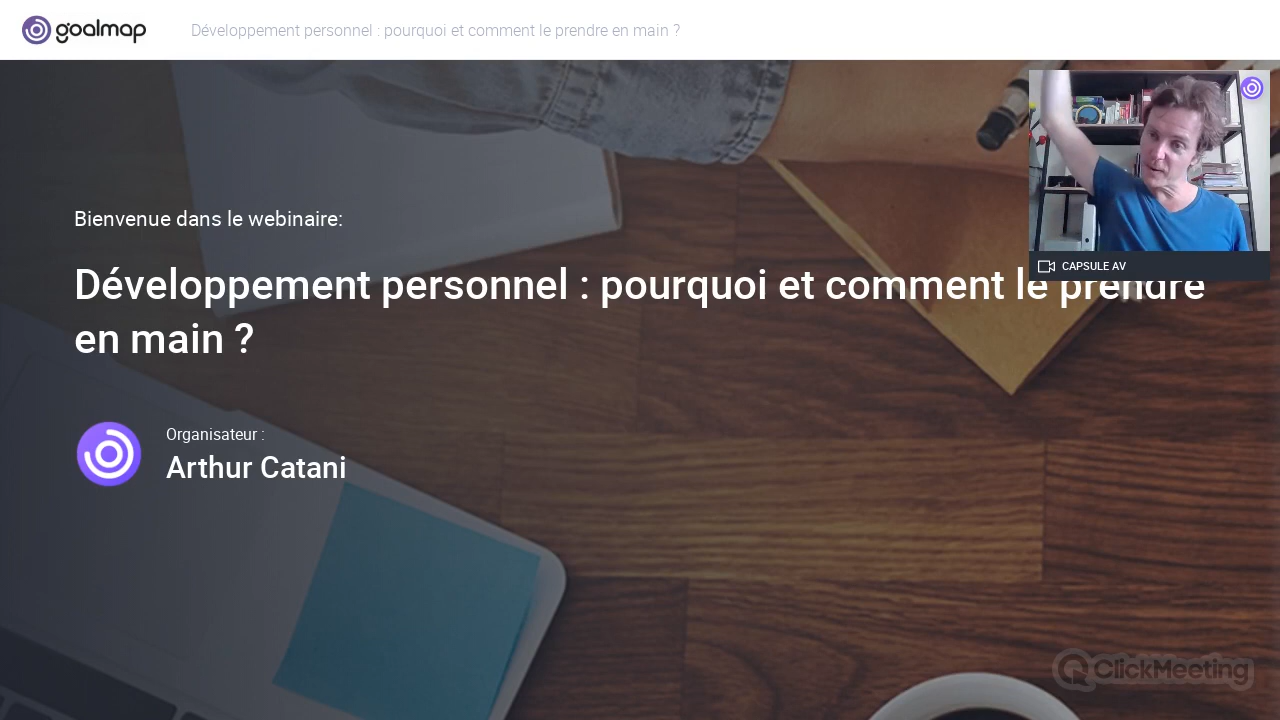 goalmap
Développement personnel : pourquoi et comment le prendre en main ?
CAPSULE AV
Bienvenue dans le webinaire:
Développement personnel : pourquoi et comment le prendre
en main ?
Organisateur :
Arthur Catani
ClickMeeting